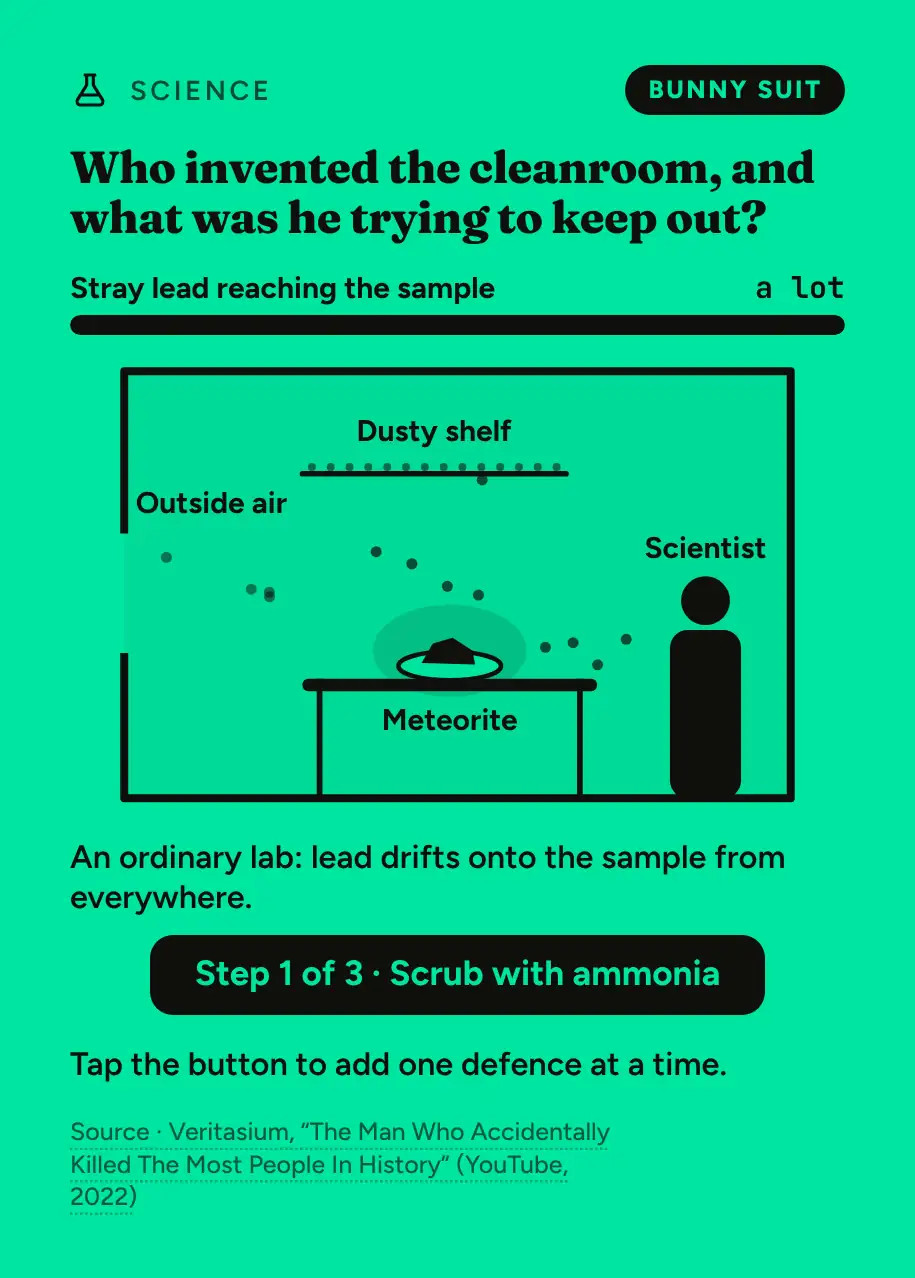 SCIENCE
BUNNY SUIT
Who invented the cleanroom, and
what was he trying to keep out?
Stray lead reaching the sample
a lot
Dusty shelf
Outside air
Scientist
Meteorite
An ordinary lab: lead drifts onto the sample from
everywhere.
Step 1 of 3 · Scrub with ammonia
Tap the button to add one defence at a time.
Source · Veritasium, “The Man Who Accidentally
Killed The Most People In History” (YouTube,
2022)